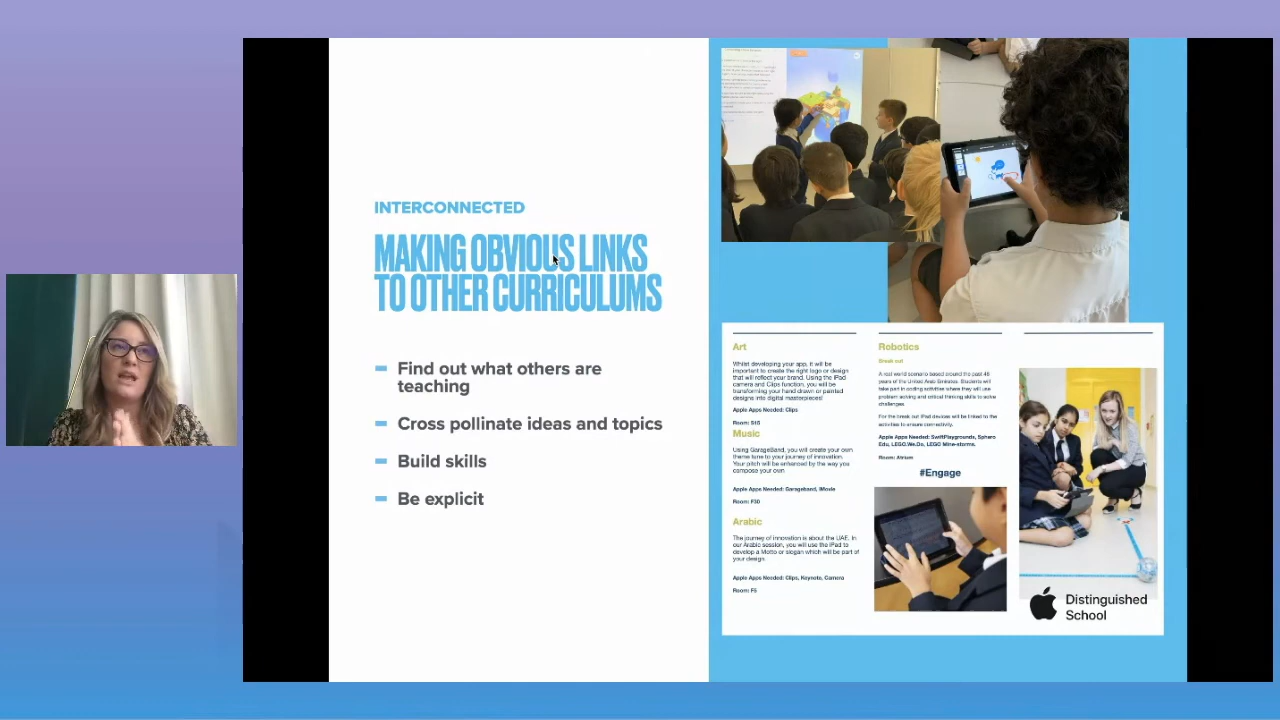 INTERCONNECTED
MAKING OBVIOUS LINKS
TO OTHER CURRICULUMS
Find out what others are
teaching
Cross pollinate ideas and topics
Build skills
Be explicit
Art
Whilst developing your app, it will be
important to create the right logo or design
that will reflect your brand. Using the iPad
camera and Clips function, you will be
transforming your hand drawn or painted
designs into digital masterpieces!
Apple Apps Needed: Clips
Room: S16
Music
Using GarageBand, you will create your own
theme tune to your journey of innovation.
Your pitch will be enhanced by the way you
compose your own
Apple Apps Needed: Garageband, iMovie
Room: F30
Arabic
The journey of innovation is about the UAE. In
our Arabic session, you will use the iPad to
develop a Motto or slogan which will be part of
your design.
Apple Apps Needed: Clips, Keynote, Camera
Room: F5
Robotics
Break out
A real world scenario based around the past 48
years of the United Arab Emirates. Students will
take part in coding activities where they will use
problem solving and critical thinking skills to solve
challenges.
For the break out iPad devices will be linked to the
activities to ensure connectivity.
Apple Apps Needed: SwiftPlaygrounds, Sphero
Edu, LEGO.We.Do, LEGO Mine-storms.
Room: Atrium
#Engage
Distinguished
School